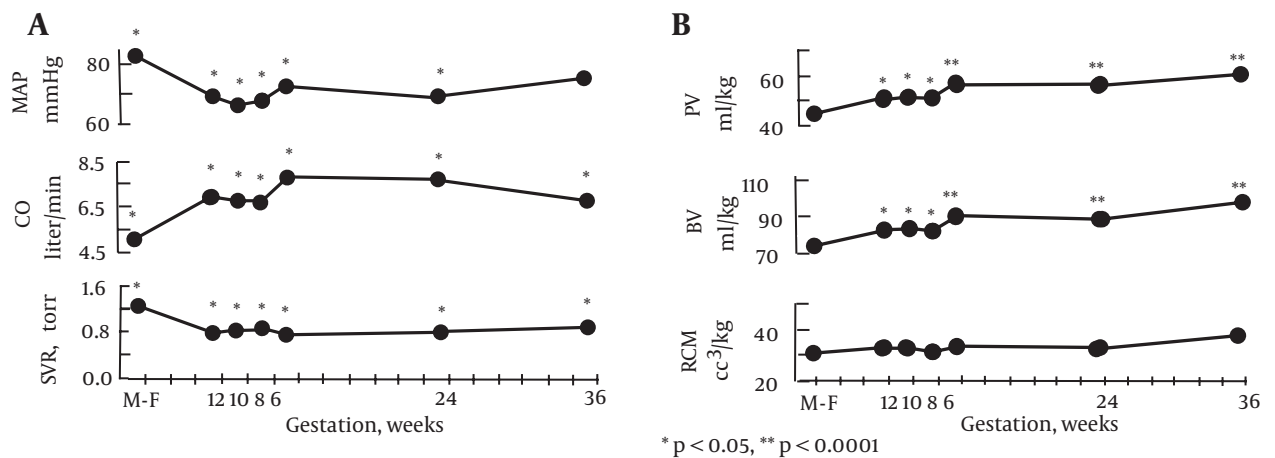 A
MAP
mmHg
80
60
* * * * * *
CO
liter/min
8.5
6.5
4.5
* * * * * * *
SVR, torr
1.6
0.8
0.0
* * * * * * *
M-F 12 10 8 6 24 36
Gestation, weeks
B
PV
ml/kg
60
40
* * * ** ** **
BV
ml/kg
110
90
70
* * * ** ** **
RCM
cc³/kg
40
20
M-F 12 10 8 6 24 36
Gestation, weeks
* p < 0.05, ** p < 0.0001